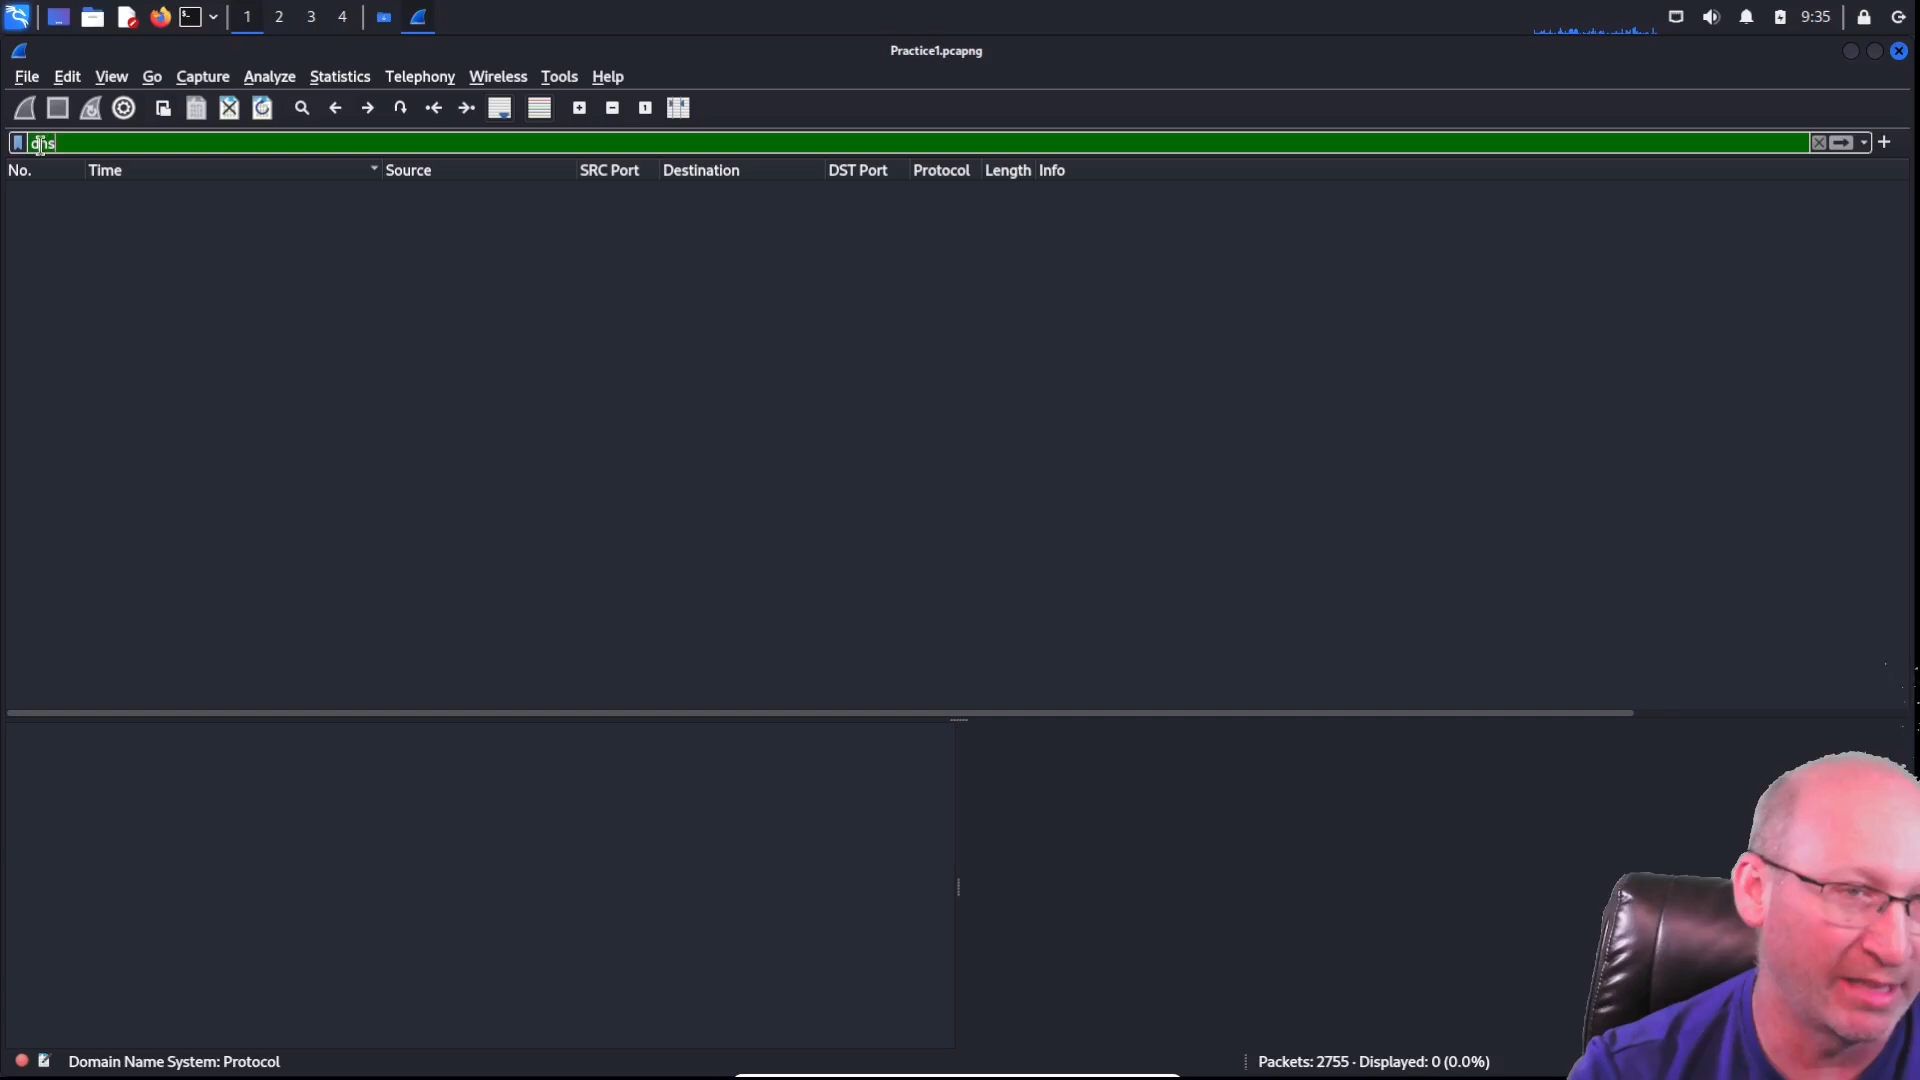 1 2 3 4 9:35
Practice1.pcapng
File Edit View Go Capture Analyze Statistics Telephony Wireless Tools Help
dns
No. Time Source SRC Port Destination DST Port Protocol Length Info
Domain Name System: Protocol Packets: 2755 · Displayed: 0 (0.0%)